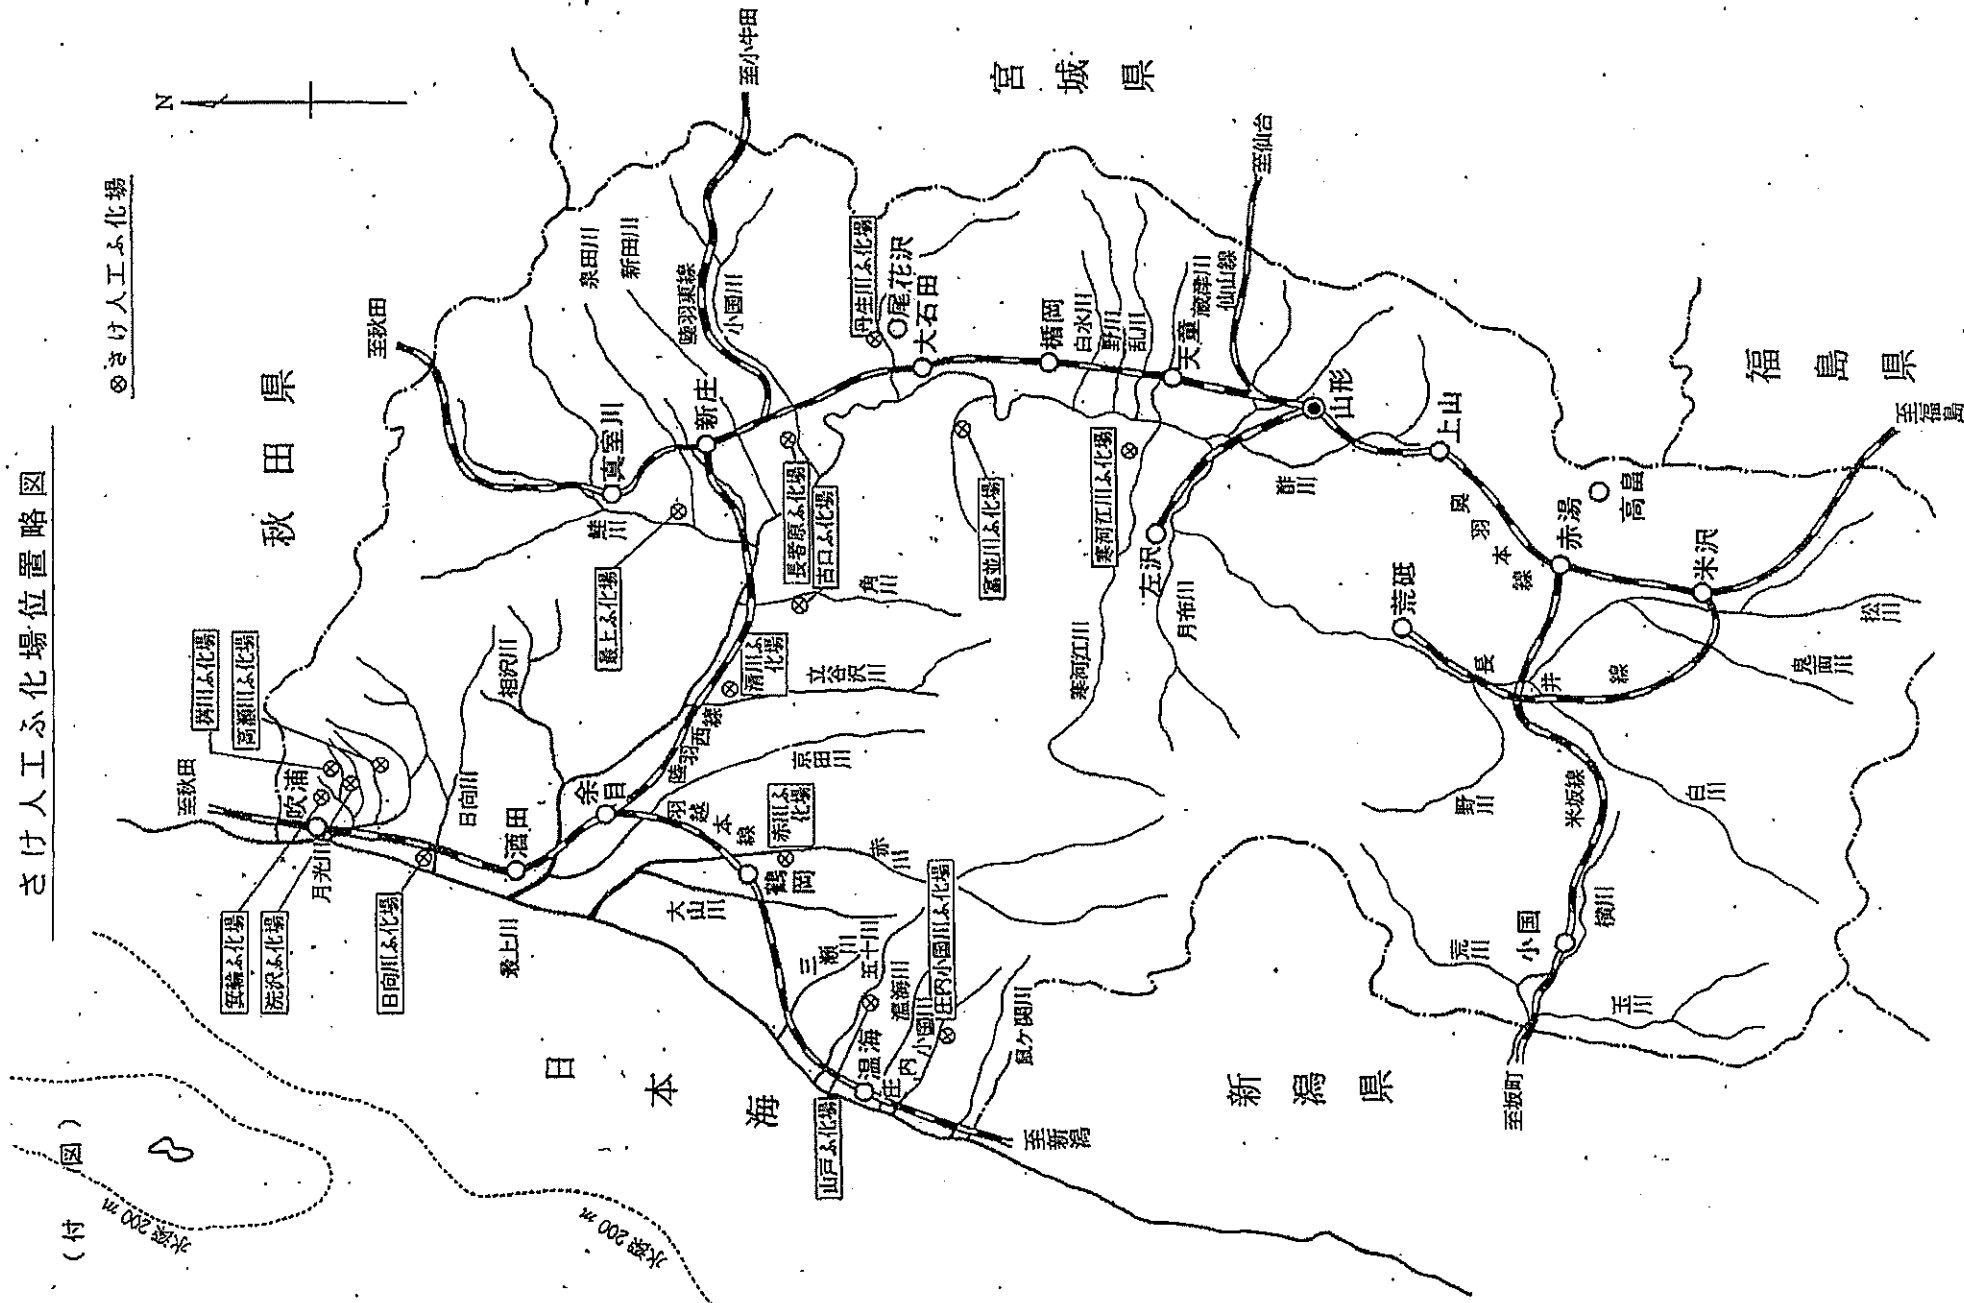 (付図)
さけ人工ふ化場位置略図
⊗さけ人工ふ化場
N
秋田県
宮城県
福島県
新潟県
日本海
水深200m
水深200m
至秋田
至秋田
至小牛田
至仙台
至福島
至坂町
至新潟
桝川ふ化場
高瀬川ふ化場
箕輪ふ化場
洗沢ふ化場
日向川ふ化場
最上ふ化場
清川ふ化場
長者原ふ化場
古口ふ化場
丹生川ふ化場
富並川ふ化場
寒河江川ふ化場
赤川ふ化場
庄内小国川ふ化場
山戸ふ化場
吹浦
酒田
余目
鶴岡
温海
真室川
新庄
尾花沢
大石田
楯岡
天童
山形
上山
左沢
荒砥
赤湯
高畠
米沢
小国
月光川
日向川
相沢川
最上川
鮭川
泉田川
新田川
小国川
角川
立谷沢川
京田川
赤川
大山川
三瀬川
五十川
温海川
庄内小国川
鼠ヶ関川
白水川
野川
乱川
寒河江川
月布川
野川
白川
鬼面川
松川
荒川
横川
玉川
陸羽東線
陸羽西線
羽越本線
仙山線
奥羽本線
長井線
米坂線